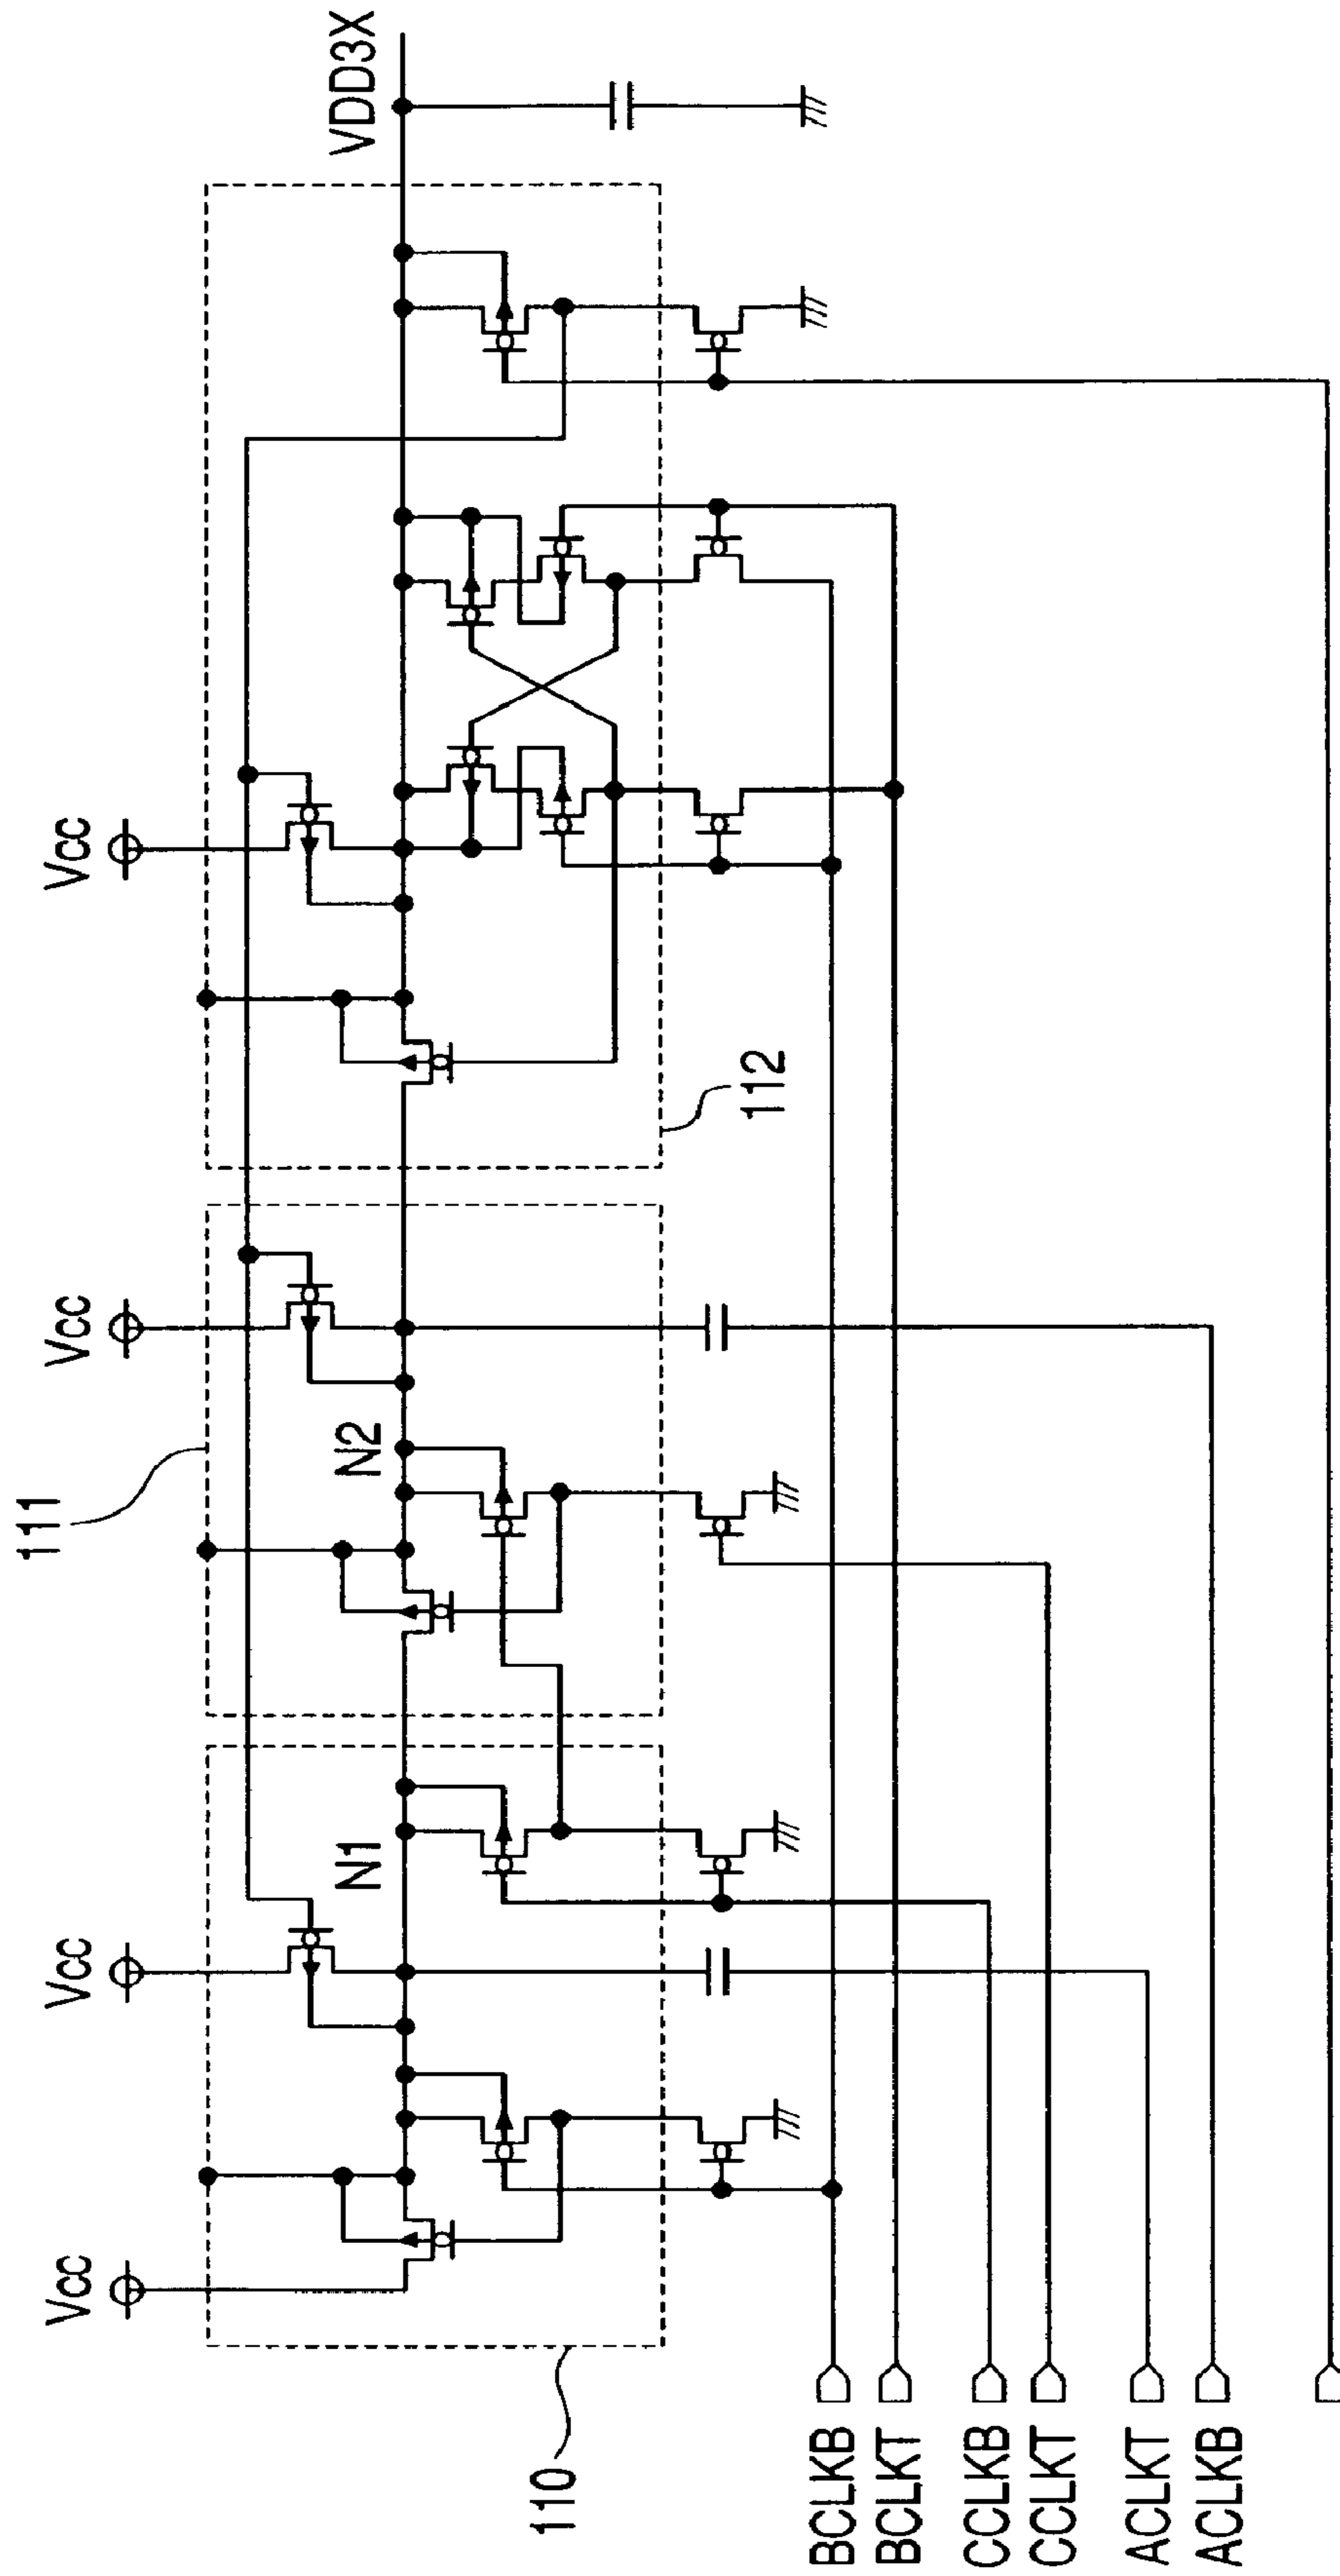 Vcc
Vcc
Vcc
Vcc
VDD3X
111
N1
N2
110
112
BCLKB
BCLKT
CCLKB
CCLKT
ACLKT
ACLKB